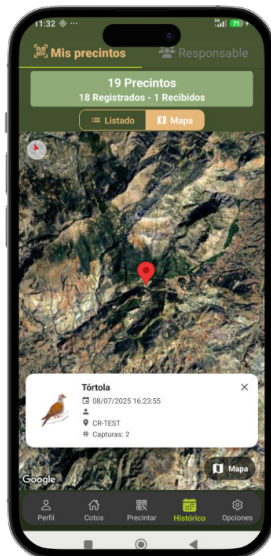 11:32
71
Mis precintos
Responsable
19 Precintos
18 Registrados - 1 Recibidos
Listado
Mapa
Tórtola
08/07/2025 16:23:55
CR-TEST
# Capturas: 2
Google
Mapa
Perfil
Cotos
Precintar
Histórico
Opciones